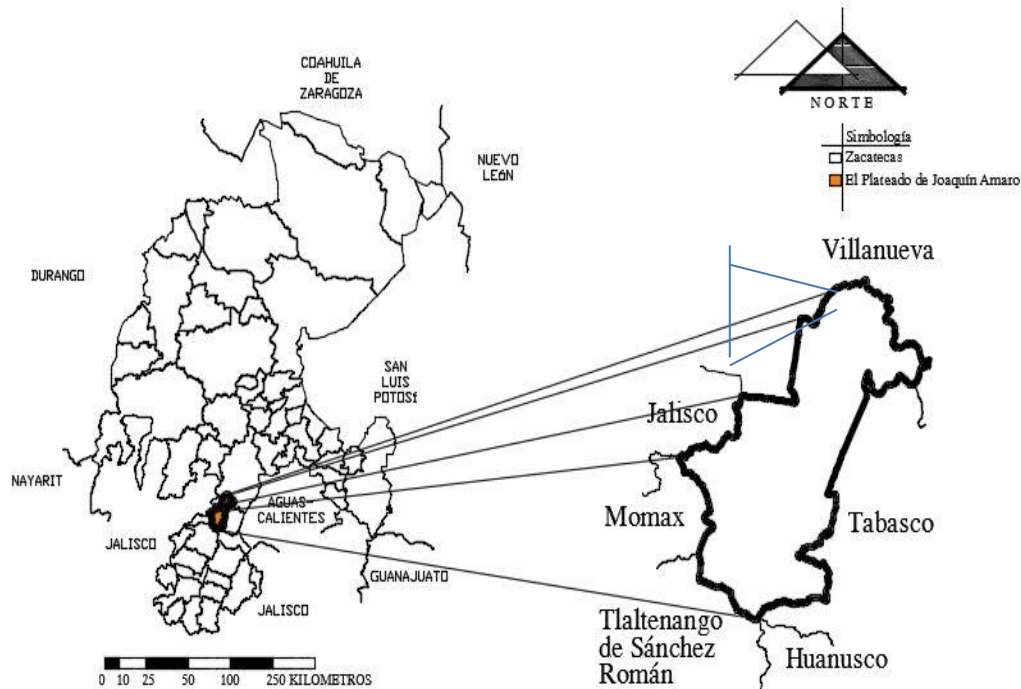 COAHUILA
DE
ZARAGOZA
NUEVO
LEÓN
DURANGO
SAN
LUIS
POTOSí
NAYARIT
AGUAS-
CALIENTES
JALISCO
GUANAJUATO
JALISCO
0 10 25 50 100 250 KILOMETROS
NORTE
Simbología
Zacatecas
El Plateado de Joaquín Amaro
Villanueva
Jalisco
Momax
Tabasco
Tlaltenango
de Sánchez
Román
Huanusco